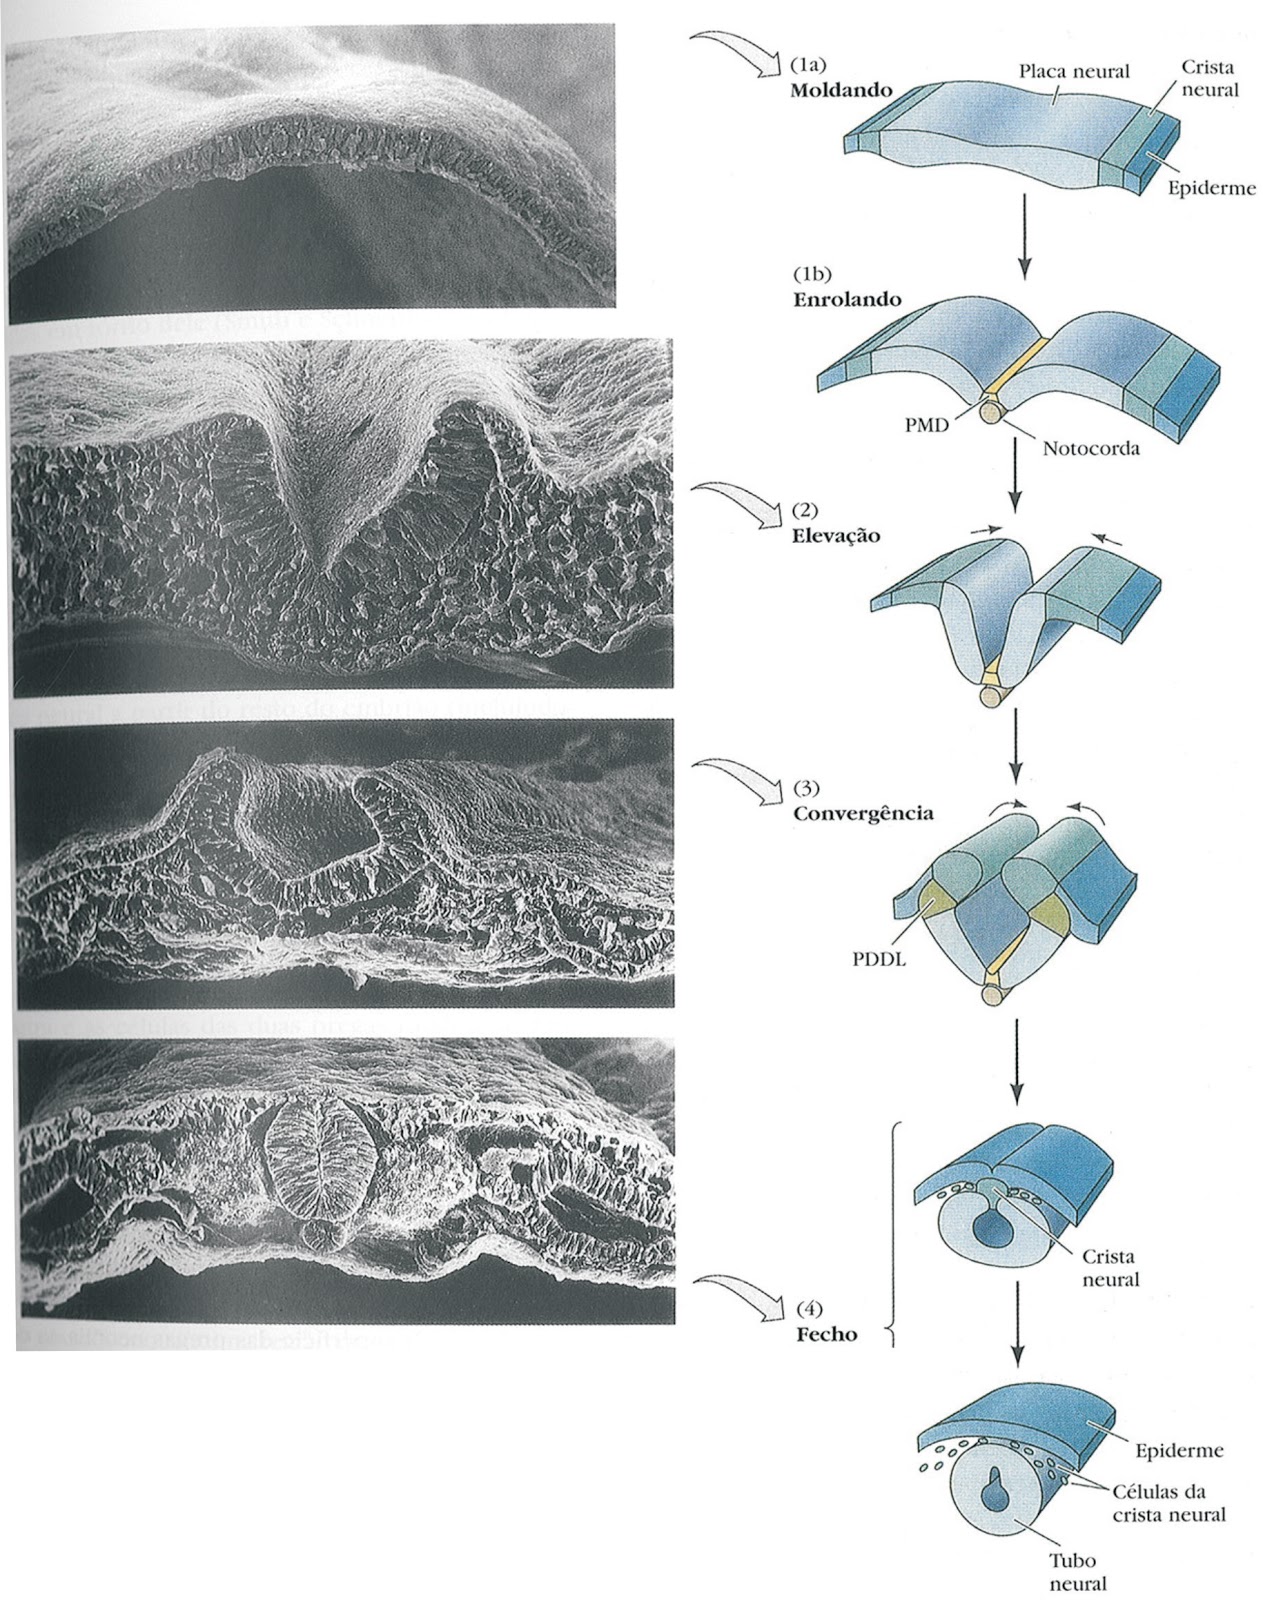 (1a)
Moldando
Placa neural
Crista
neural
Epiderme
(1b)
Enrolando
PMD
Notocorda
(2)
Elevação
(3)
Convergência
PDDL
Crista
neural
(4)
Fecho
Epiderme
Células da
crista neural
Tubo
neural